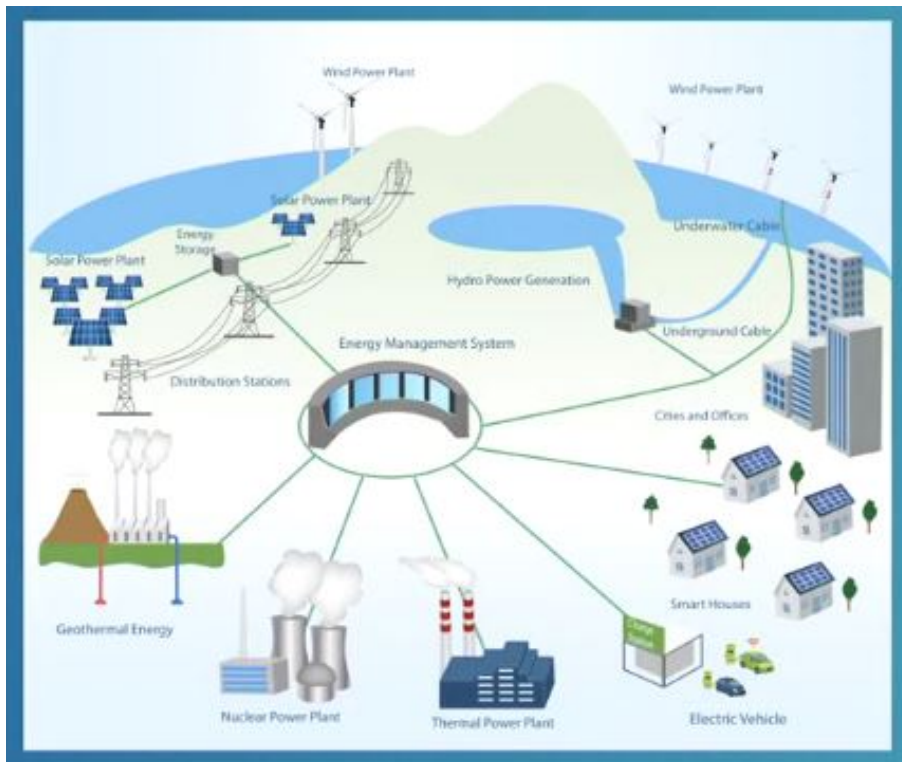 Wind Power Plant
Wind Power Plant
Solar Power Plant
Energy
Storage
Underwater Cable
Solar Power Plant
Hydro Power Generation
Underground Cable
Energy Management System
Distribution Stations
Cities and Offices
Smart Houses
Geothermal Energy
Charge
Station
Nuclear Power Plant
Thermal Power Plant
Electric Vehicle